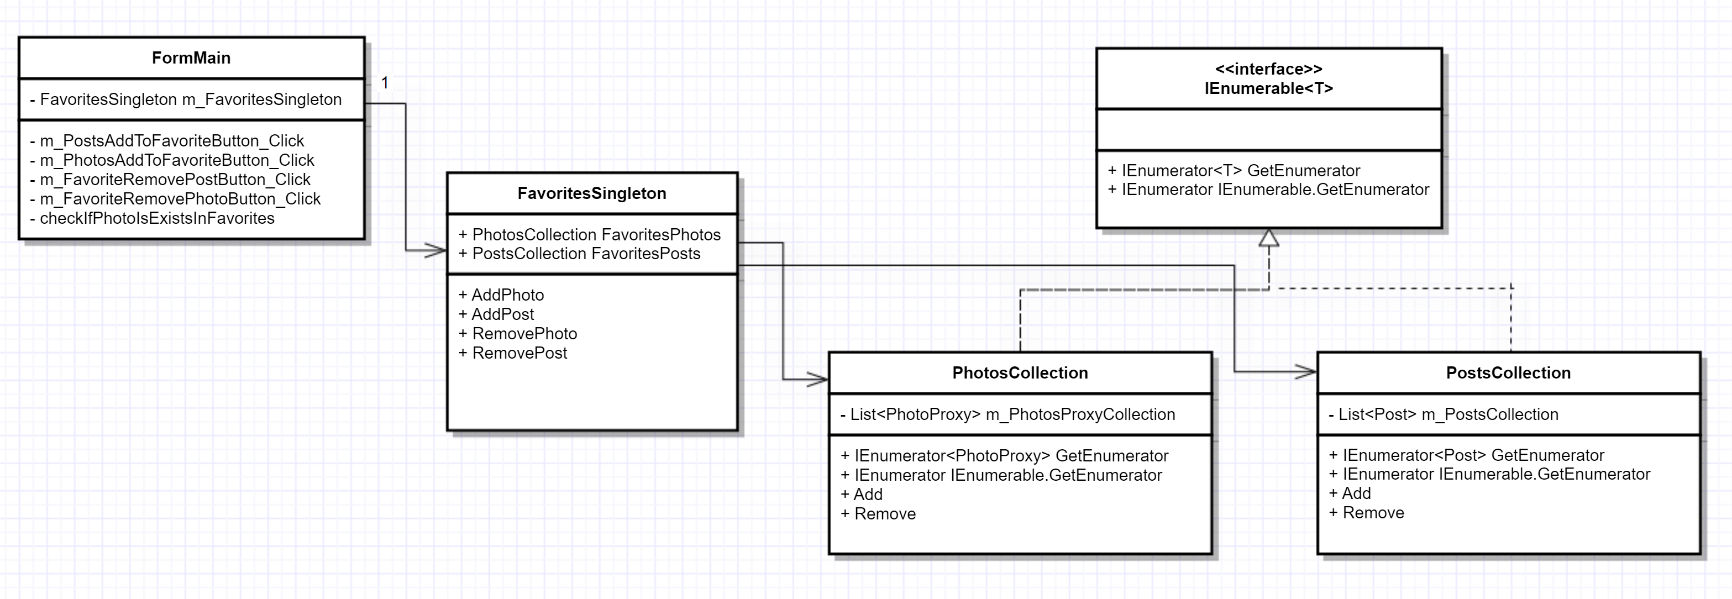 FormMain
- FavoritesSingleton m_FavoritesSingleton
- m_PostsAddToFavoriteButton_Click
- m_PhotosAddToFavoriteButton_Click
- m_FavoriteRemovePostButton_Click
- m_FavoriteRemovePhotoButton_Click
- checkIfPhotoIsExistsInFavorites
1
FavoritesSingleton
+ PhotosCollection FavoritesPhotos
+ PostsCollection FavoritesPosts
+ AddPhoto
+ AddPost
+ RemovePhoto
+ RemovePost
<<interface>>
IEnumerable<T>
+ IEnumerator<T> GetEnumerator
+ IEnumerator IEnumerable.GetEnumerator
PhotosCollection
- List<PhotoProxy> m_PhotosProxyCollection
+ IEnumerator<PhotoProxy> GetEnumerator
+ IEnumerator IEnumerable.GetEnumerator
+ Add
+ Remove
PostsCollection
- List<Post> m_PostsCollection
+ IEnumerator<Post> GetEnumerator
+ IEnumerator IEnumerable.GetEnumerator
+ Add
+ Remove